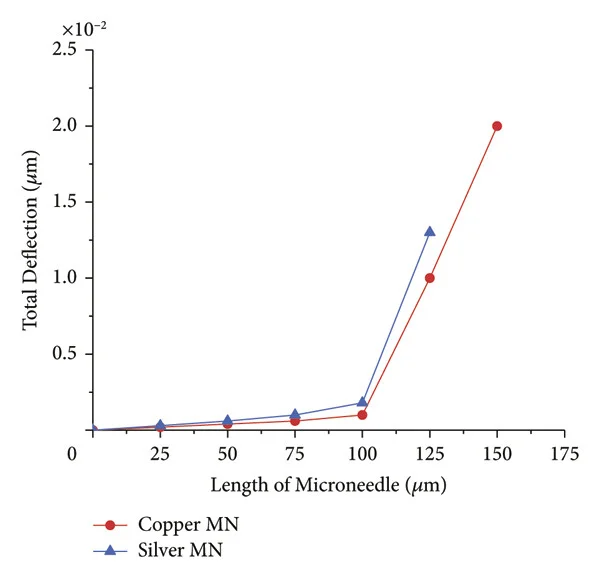 ×10⁻²
2.5
2.0
1.5
1.0
0.5
0 25 50 75 100 125 150 175
Total Deflection (μm)
Length of Microneedle (μm)
Copper MN
Silver MN